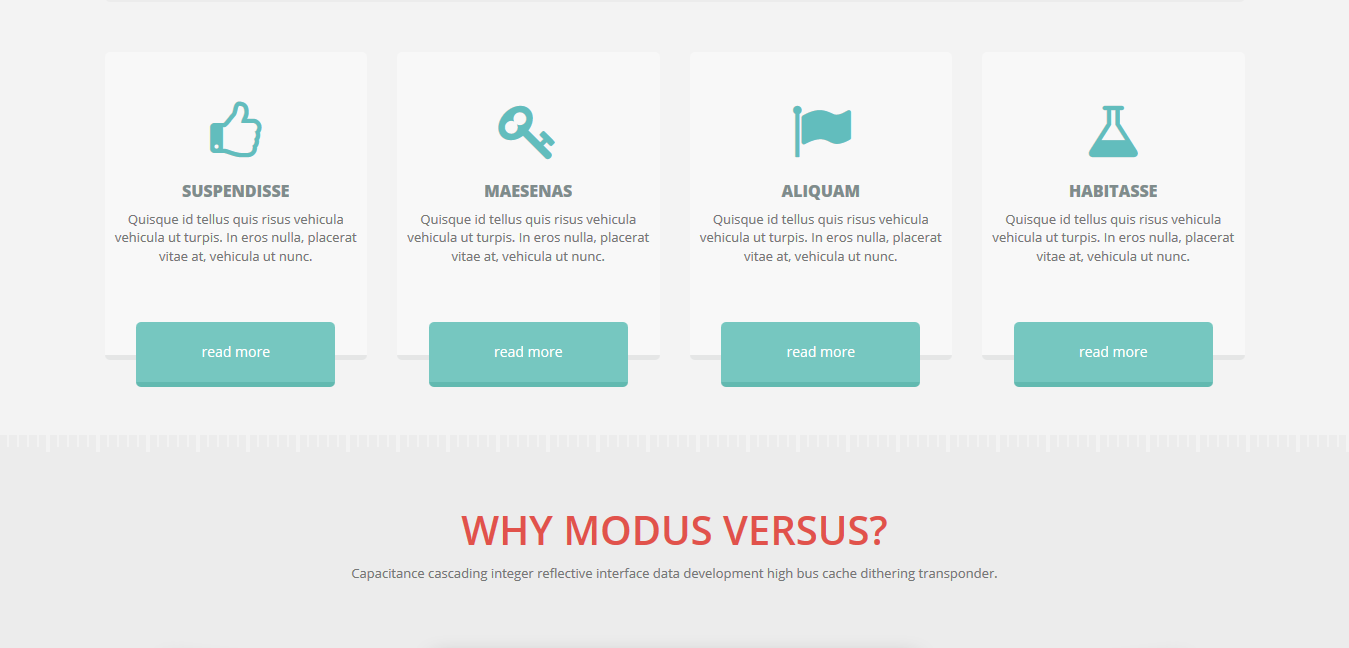 SUSPENDISSE
Quisque id tellus quis risus vehicula
vehicula ut turpis. In eros nulla, placerat
vitae at, vehicula ut nunc.
read more
MAESENAS
Quisque id tellus quis risus vehicula
vehicula ut turpis. In eros nulla, placerat
vitae at, vehicula ut nunc.
read more
ALIQUAM
Quisque id tellus quis risus vehicula
vehicula ut turpis. In eros nulla, placerat
vitae at, vehicula ut nunc.
read more
HABITASSE
Quisque id tellus quis risus vehicula
vehicula ut turpis. In eros nulla, placerat
vitae at, vehicula ut nunc.
read more
WHY MODUS VERSUS?
Capacitance cascading integer reflective interface data development high bus cache dithering transponder.